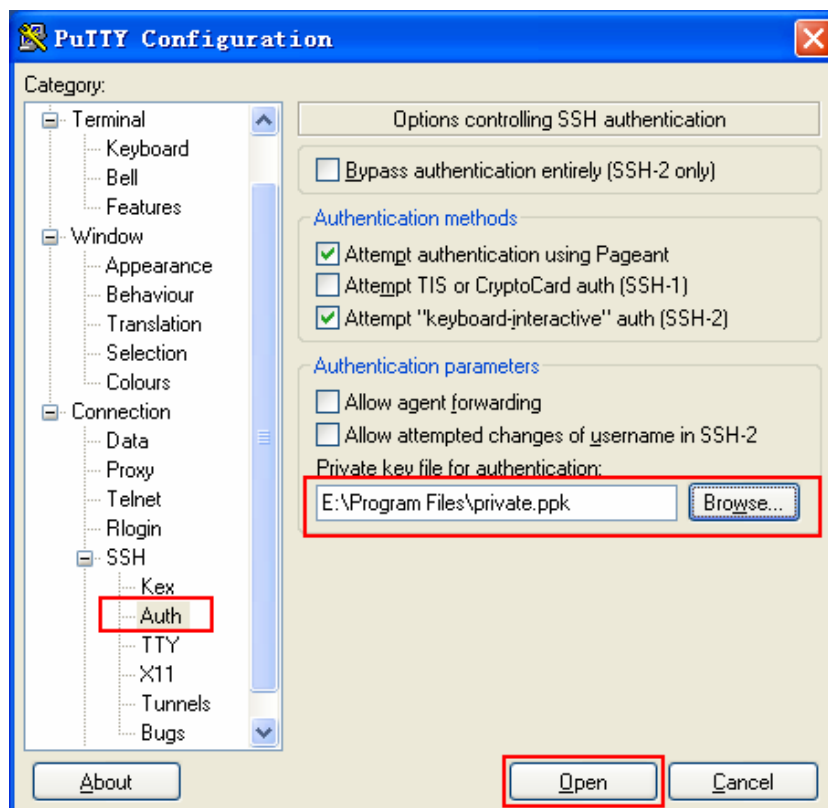 PuTTY Configuration
Category:
Terminal
Keyboard
Bell
Features
Window
Appearance
Behaviour
Translation
Selection
Colours
Connection
Data
Proxy
Telnet
Rlogin
SSH
Kex
Auth
TTY
X11
Tunnels
Bugs
Options controlling SSH authentication
Bypass authentication entirely (SSH-2 only)
Authentication methods
Attempt authentication using Pageant
Attempt TIS or CryptoCard auth (SSH-1)
Attempt "keyboard-interactive" auth (SSH-2)
Authentication parameters
Allow agent forwarding
Allow attempted changes of username in SSH-2
Private key file for authentication:
E:\Program Files\private.ppk
Browse...
About
Open
Cancel